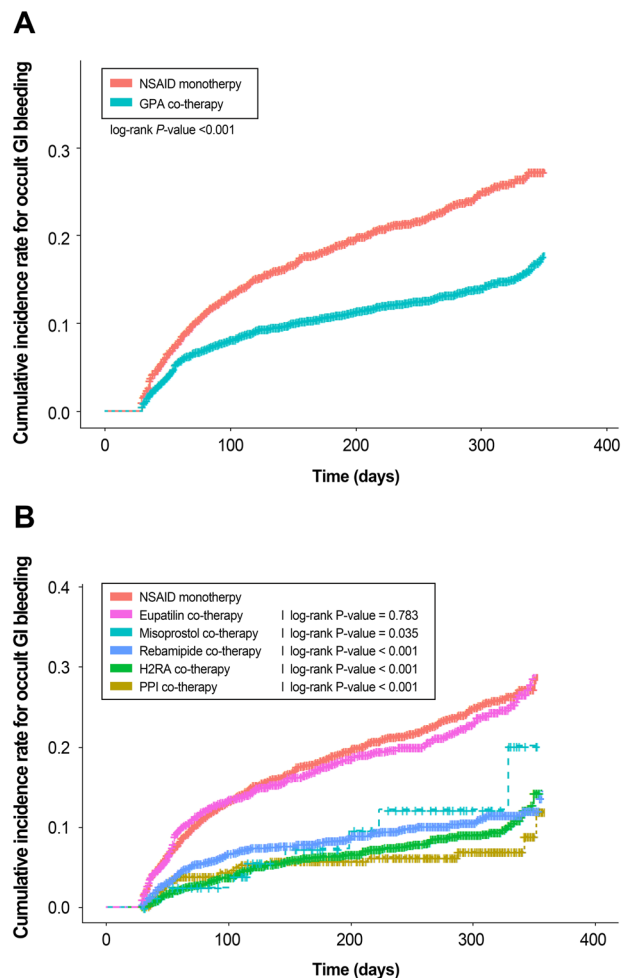 A
Cumulative incidence rate for occult GI bleeding
NSAID monotherpy
GPA co-therapy
log-rank P-value <0.001
0.3
0.2
0.1
0.0
0 100 200 300 400
Time (days)
B
Cumulative incidence rate for occult GI bleeding
0.4
NSAID monotherpy
Eupatilin co-therapy I log-rank P-value = 0.783
Misoprostol co-therapy I log-rank P-value = 0.035
Rebamipide co-therapy I log-rank P-value < 0.001
H2RA co-therapy I log-rank P-value < 0.001
PPI co-therapy I log-rank P-value < 0.001
0.3
0.2
0.1
0.0
0 100 200 300 400
Time (days)